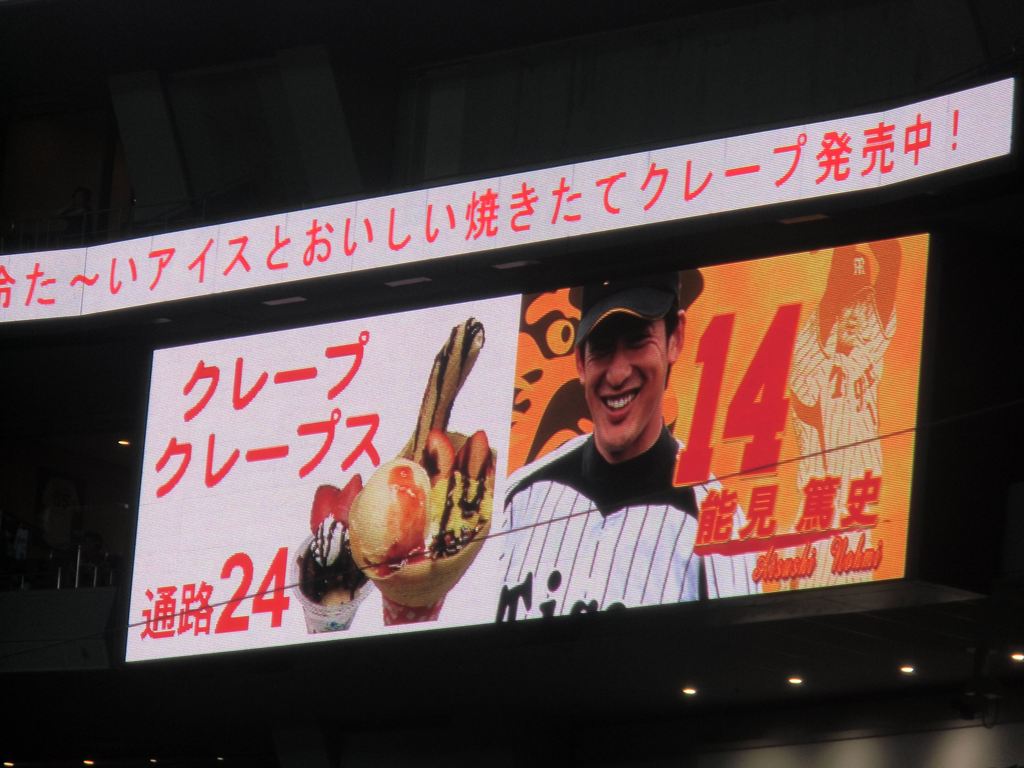 冷た～いアイスとおいしい焼きたてクレープ発売中！
クレープ
クレープス
通路24
14
能見 篤史
Atsushi Nohmi
Tigers